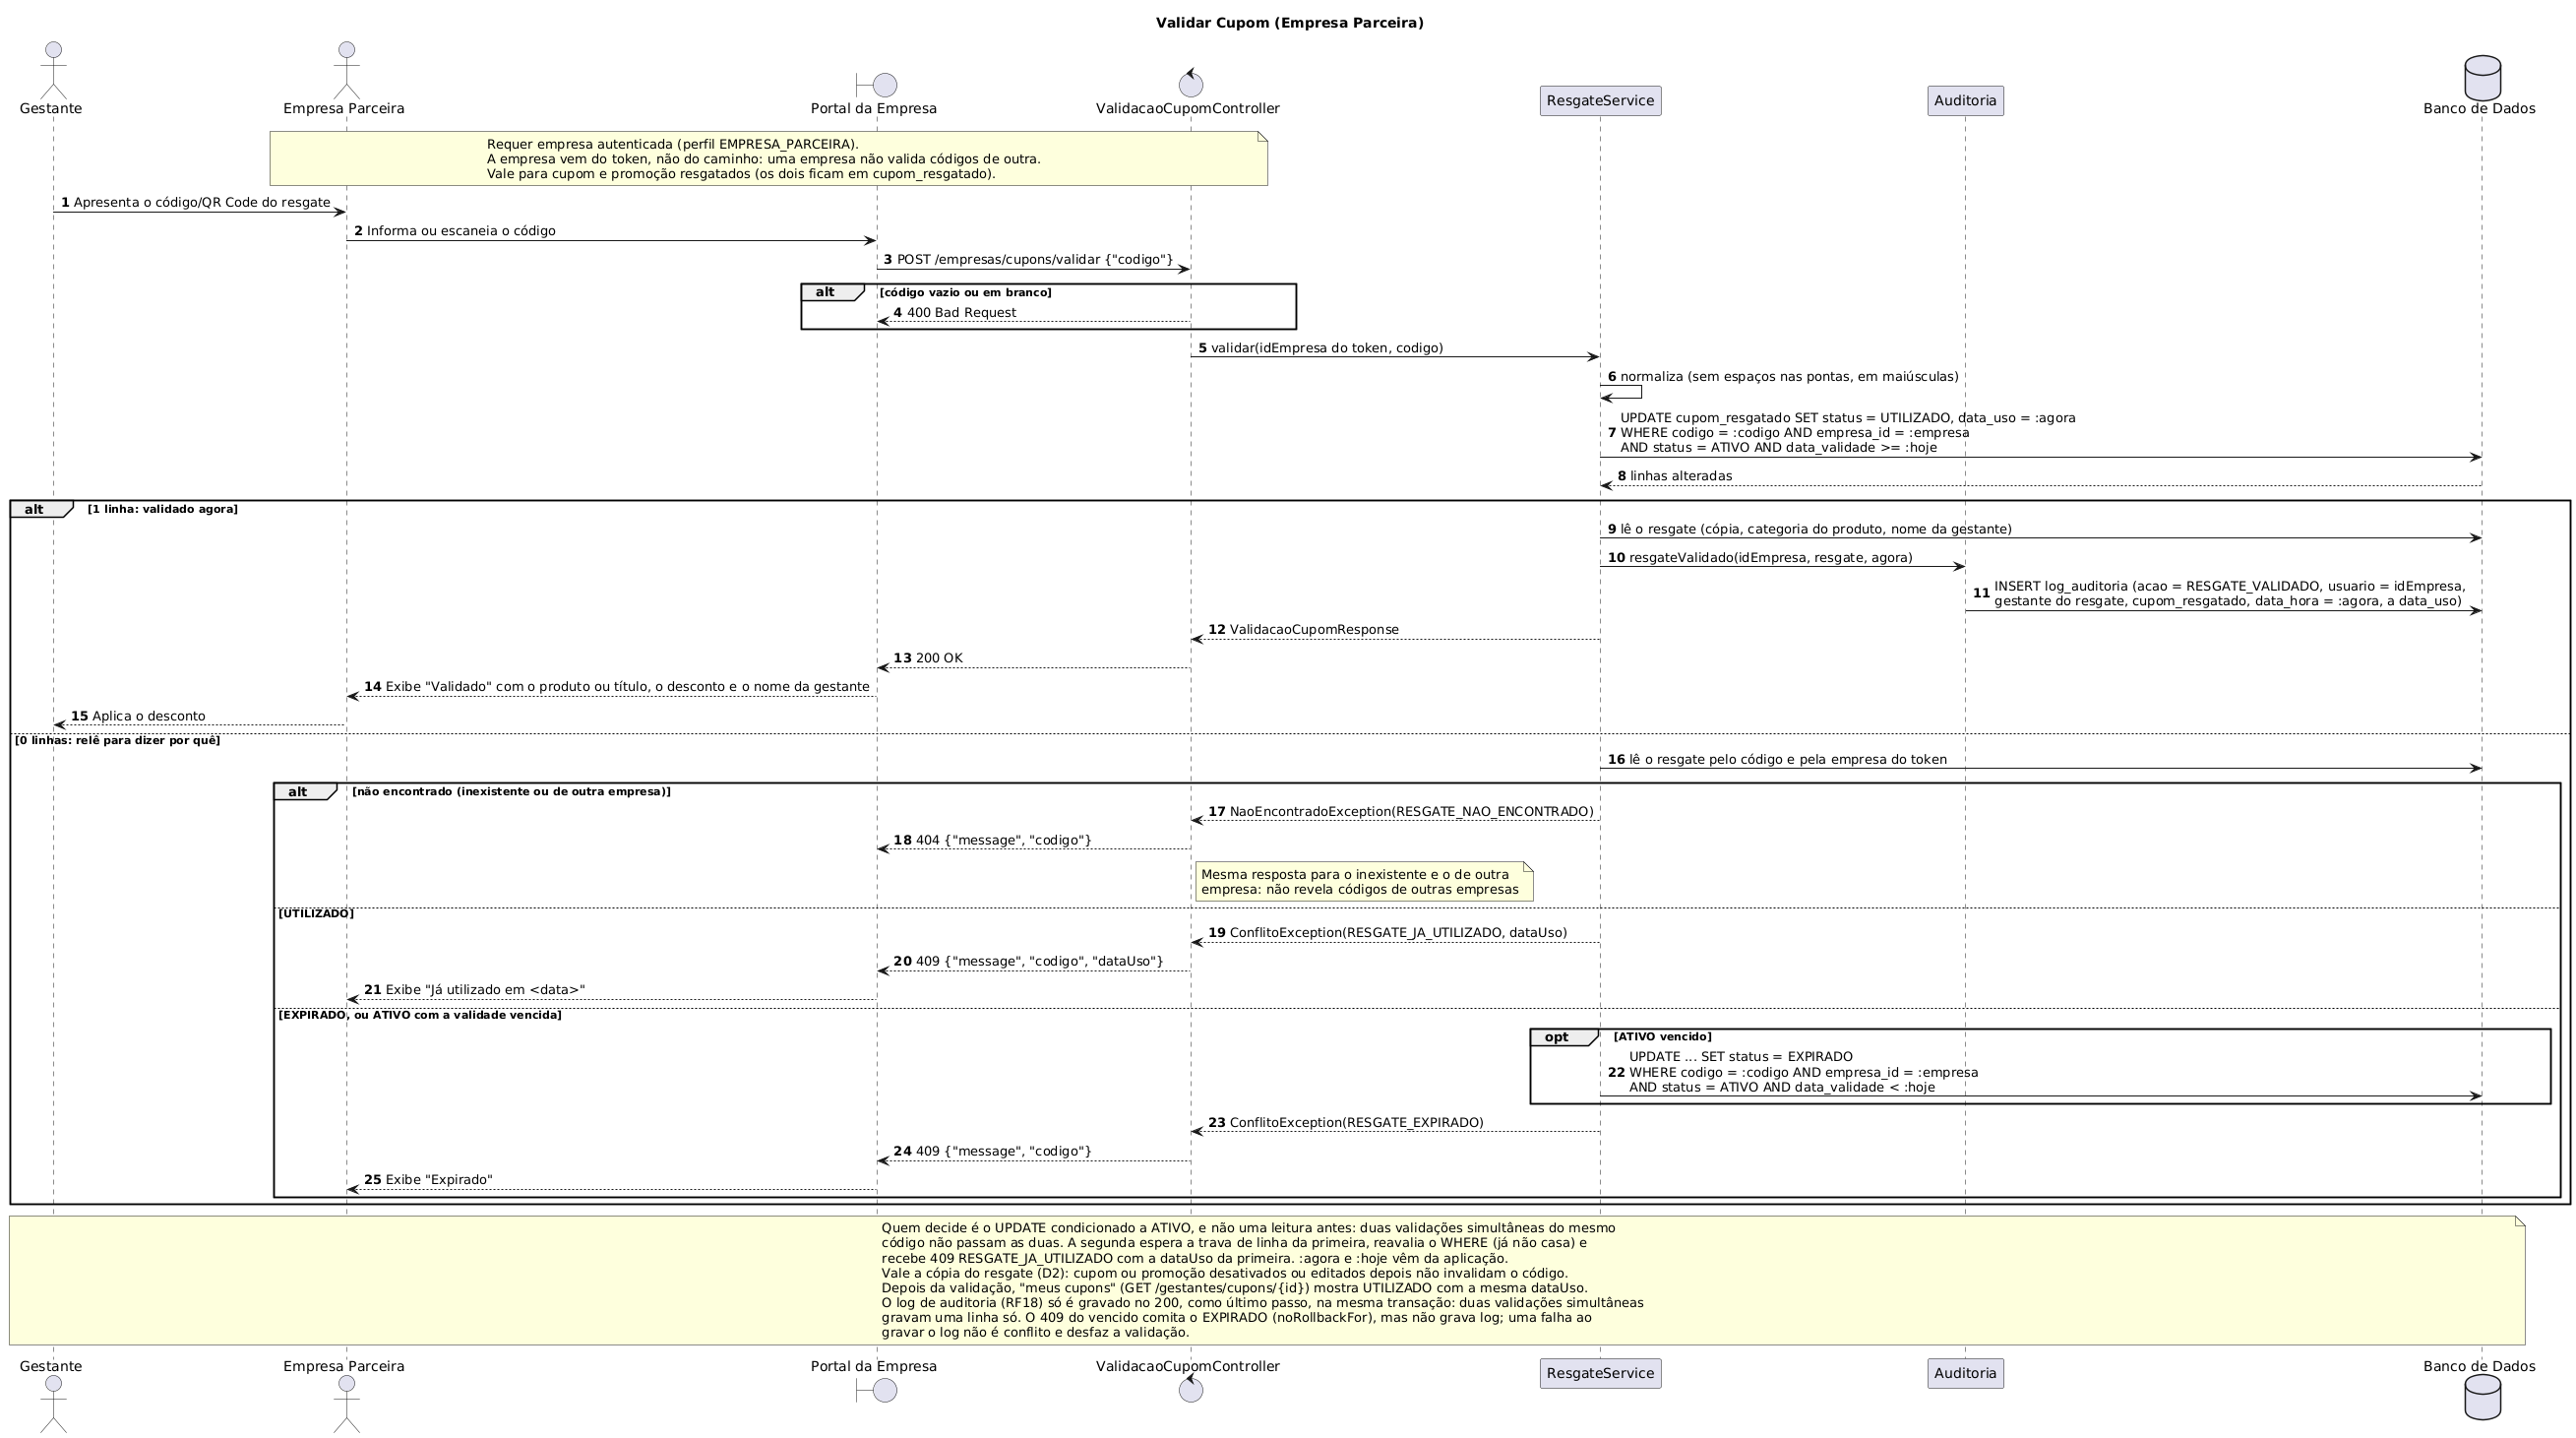 Validar Cupom (Empresa Parceira)
Gestante
Empresa Parceira
Portal da Empresa
ValidacaoCupomController
ResgateService
Auditoria
Banco de Dados
Requer empresa autenticada (perfil EMPRESA_PARCEIRA).
A empresa vem do token, não do caminho: uma empresa não valida códigos de outra.
Vale para cupom e promoção resgatados (os dois ficam em cupom_resgatado).
1 Apresenta o código/QR Code do resgate
2 Informa ou escaneia o código
3 POST /empresas/cupons/validar {"codigo"}
alt [código vazio ou em branco]
4 400 Bad Request
5 validar(idEmpresa do token, codigo)
6 normaliza (sem espaços nas pontas, em maiúsculas)
UPDATE cupom_resgatado SET status = UTILIZADO, data_uso = :agora
7 WHERE codigo = :codigo AND empresa_id = :empresa
AND status = ATIVO AND data_validade >= :hoje
8 linhas alteradas
alt [1 linha: validado agora]
9 lê o resgate (cópia, categoria do produto, nome da gestante)
10 resgateValidado(idEmpresa, resgate, agora)
11 INSERT log_auditoria (acao = RESGATE_VALIDADO, usuario = idEmpresa,
gestante do resgate, cupom_resgatado, data_hora = :agora, a data_uso)
12 ValidacaoCupomResponse
13 200 OK
14 Exibe "Validado" com o produto ou título, o desconto e o nome da gestante
15 Aplica o desconto
[0 linhas: relê para dizer por quê]
16 lê o resgate pelo código e pela empresa do token
alt [não encontrado (inexistente ou de outra empresa)]
17 NaoEncontradoException(RESGATE_NAO_ENCONTRADO)
18 404 {"message", "codigo"}
Mesma resposta para o inexistente e o de outra
empresa: não revela códigos de outras empresas
[UTILIZADO]
19 ConflitoException(RESGATE_JA_UTILIZADO, dataUso)
20 409 {"message", "codigo", "dataUso"}
21 Exibe "Já utilizado em <data>"
[EXPIRADO, ou ATIVO com a validade vencida]
opt [ATIVO vencido]
UPDATE ... SET status = EXPIRADO
22 WHERE codigo = :codigo AND empresa_id = :empresa
AND status = ATIVO AND data_validade < :hoje
23 ConflitoException(RESGATE_EXPIRADO)
24 409 {"message", "codigo"}
25 Exibe "Expirado"
Quem decide é o UPDATE condicionado a ATIVO, e não uma leitura antes: duas validações simultâneas do mesmo
código não passam as duas. A segunda espera a trava de linha da primeira, reavalia o WHERE (já não casa) e
recebe 409 RESGATE_JA_UTILIZADO com a dataUso da primeira. :agora e :hoje vêm da aplicação.
Vale a cópia do resgate (D2): cupom ou promoção desativados ou editados depois não invalidam o código.
Depois da validação, "meus cupons" (GET /gestantes/cupons/{id}) mostra UTILIZADO com a mesma dataUso.
O log de auditoria (RF18) só é gravado no 200, como último passo, na mesma transação: duas validações simultâneas
gravam uma linha só. O 409 do vencido comita o EXPIRADO (noRollbackFor), mas não grava log; uma falha ao
gravar o log não é conflito e desfaz a validação.
Gestante
Empresa Parceira
Portal da Empresa
ValidacaoCupomController
ResgateService
Auditoria
Banco de Dados